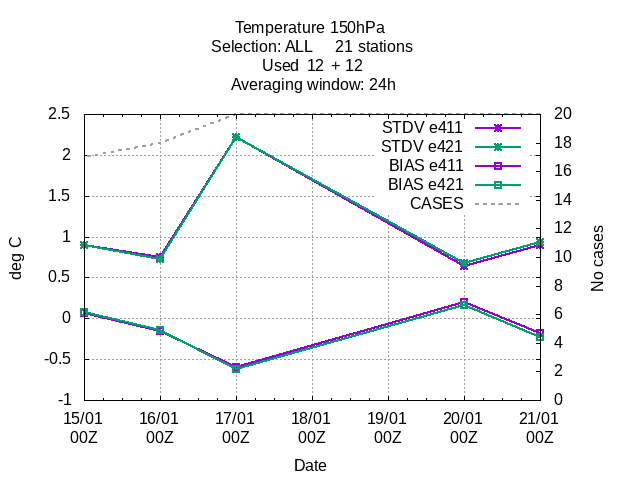 Temperature 150hPa
Selection: ALL     21 stations
Used  12 + 12
Averaging window: 24h
2.5
2
1.5
1
0.5
0
-0.5
-1
deg C
20
18
16
14
12
10
8
6
4
2
0
No cases
STDV e411
STDV e421
BIAS e411
BIAS e421
CASES
15/01 16/01 17/01 18/01 19/01 20/01 21/01
00Z 00Z 00Z 00Z 00Z 00Z 00Z
Date